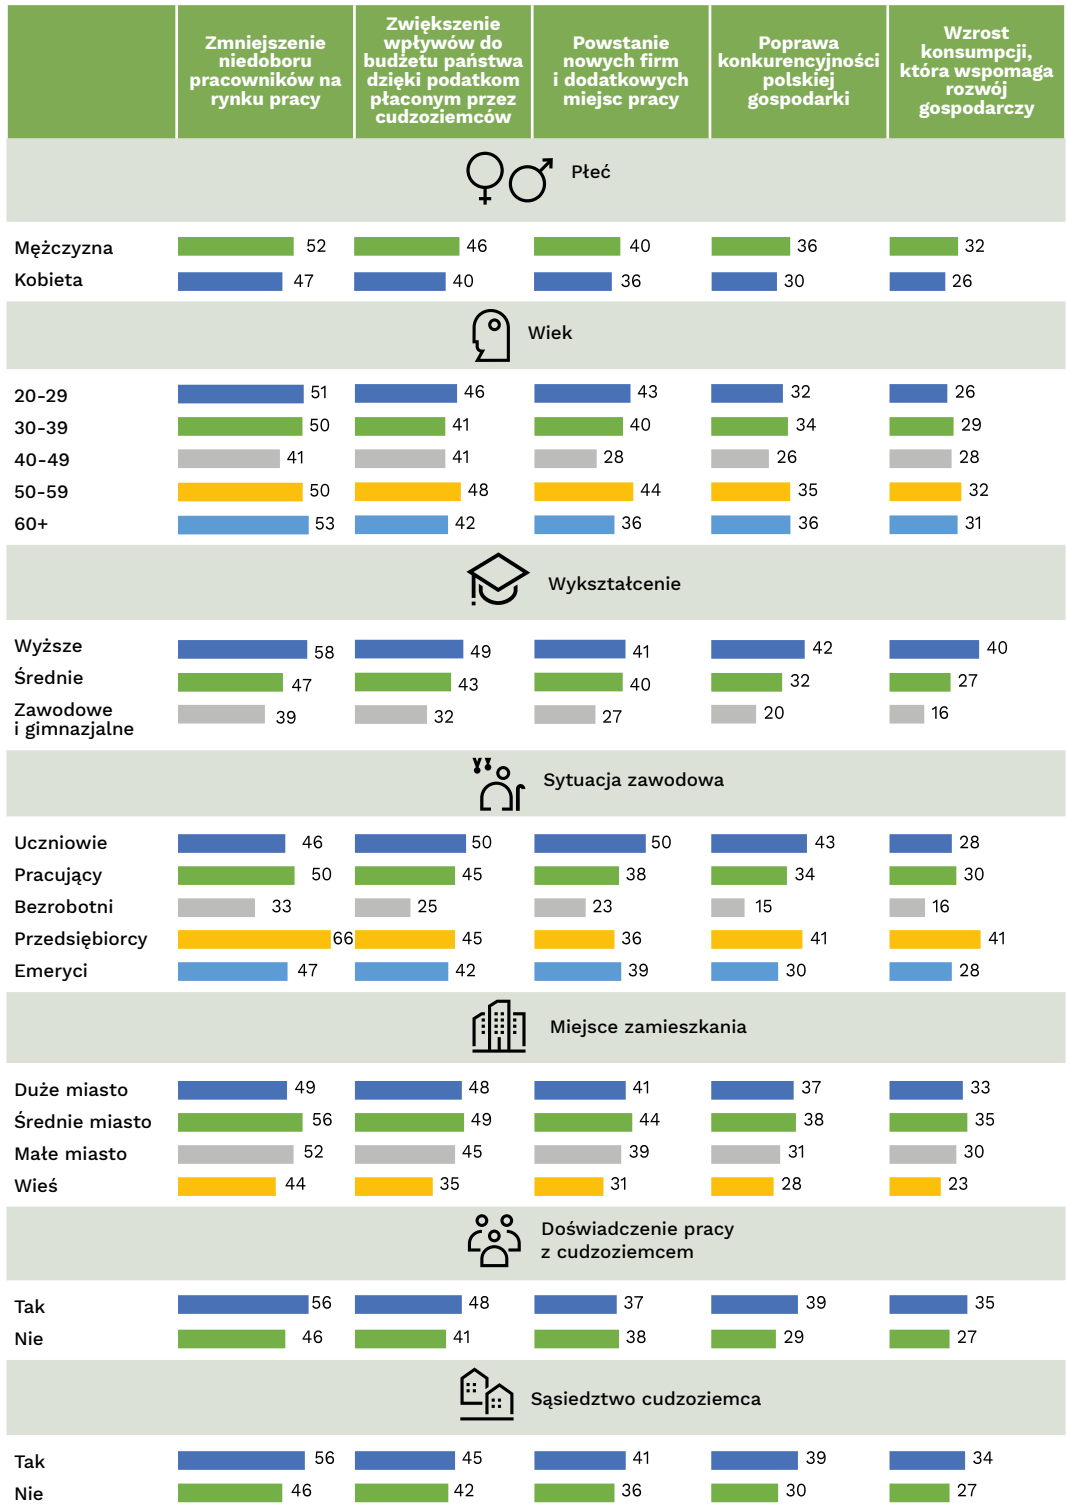 Zmniejszenie
niedoboru
pracowników na
rynku pracy
Zwiększenie
wpływów do
budżetu państwa
dzięki podatkom
płaconym przez
cudzoziemców
Powstanie
nowych firm
i dodatkowych
miejsc pracy
Poprawa
konkurencyjności
polskiej
gospodarki
Wzrost
konsumpcji,
która wspomaga
rozwój
gospodarczy
Płeć
Mężczyzna 52 46 40 36 32
Kobieta 47 40 36 30 26
Wiek
20-29 51 46 43 32 26
30-39 50 41 40 34 29
40-49 41 41 28 26 28
50-59 50 48 44 35 32
60+ 53 42 36 36 31
Wykształcenie
Wyższe 58 49 41 42 40
Średnie 47 43 40 32 27
Zawodowe
i gimnazjalne 39 32 27 20 16
Sytuacja zawodowa
Uczniowie 46 50 50 43 28
Pracujący 50 45 38 34 30
Bezrobotni 33 25 23 15 16
Przedsiębiorcy 66 45 36 41 41
Emeryci 47 42 39 30 28
Miejsce zamieszkania
Duże miasto 49 48 41 37 33
Średnie miasto 56 49 44 38 35
Małe miasto 52 45 39 31 30
Wieś 44 35 31 28 23
Doświadczenie pracy
z cudzoziemcem
Tak 56 48 37 39 35
Nie 46 41 38 29 27
Sąsiedztwo cudzoziemca
Tak 56 45 41 39 34
Nie 46 42 36 30 27